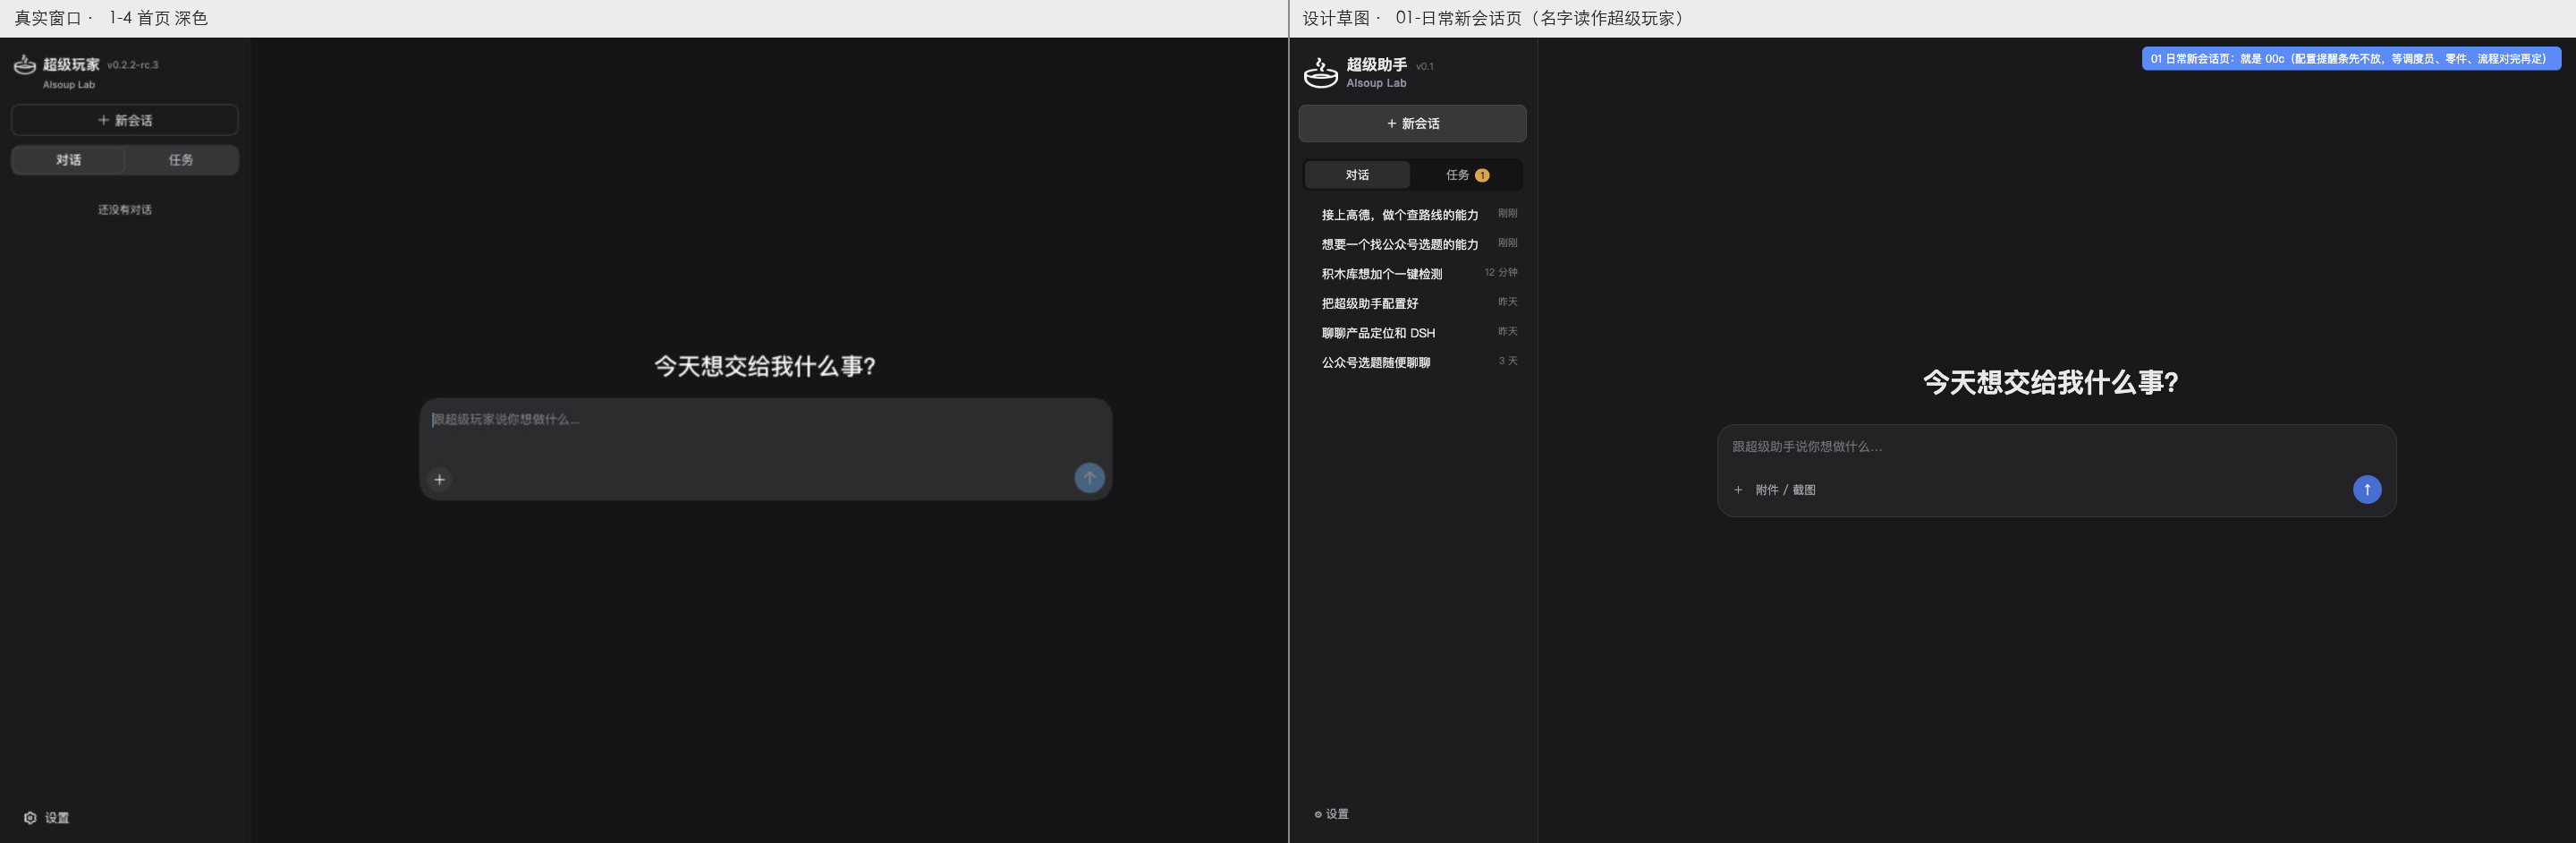 真实窗口 · 1-4 首页 深色
超级玩家 v0.2.2-rc.3
AIsoup Lab
+ 新会话
对话 任务
还没有对话
今天想交给我什么事?
跟超级玩家说你想做什么...
+
设置
设计草图 · 01-日常新会话页（名字读作超级玩家）
01 日常新会话页：就是 00c（配置提醒条先不放，等调度员、零件、流程对完再定）
超级助手 v0.1
AIsoup Lab
+ 新会话
对话 任务 1
接上高德，做个查路线的能力 刚刚
想要一个找公众号选题的能力 刚刚
积木库想加个一键检测 12 分钟
把超级助手配置好 昨天
聊聊产品定位和 DSH 昨天
公众号选题随便聊聊 3 天
今天想交给我什么事?
跟超级助手说你想做什么...
+ 附件 / 截图
↑
设置